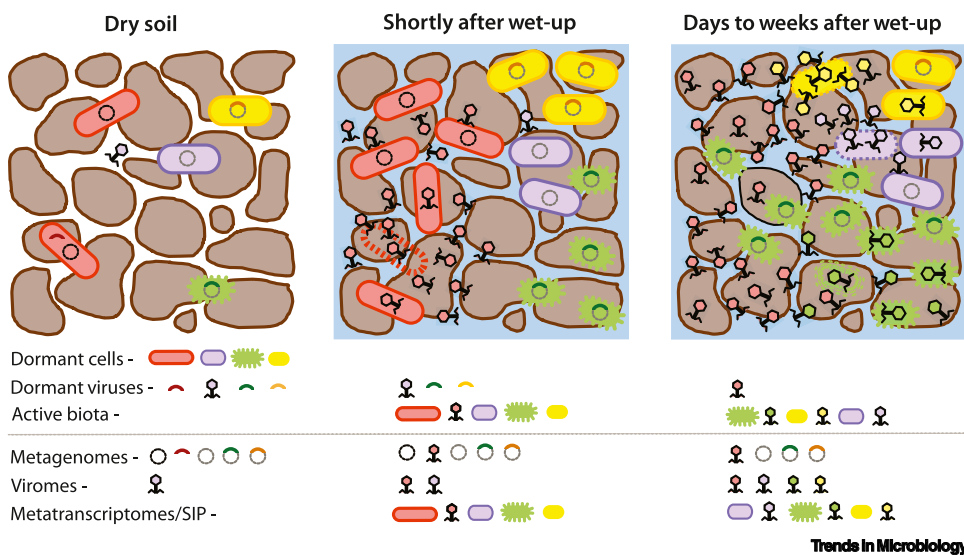 Dry soil
Shortly after wet-up
Days to weeks after wet-up
Dormant cells -
Dormant viruses -
Active biota -
Metagenomes -
Viromes -
Metatranscriptomes/SIP -
Trends in Microbiology